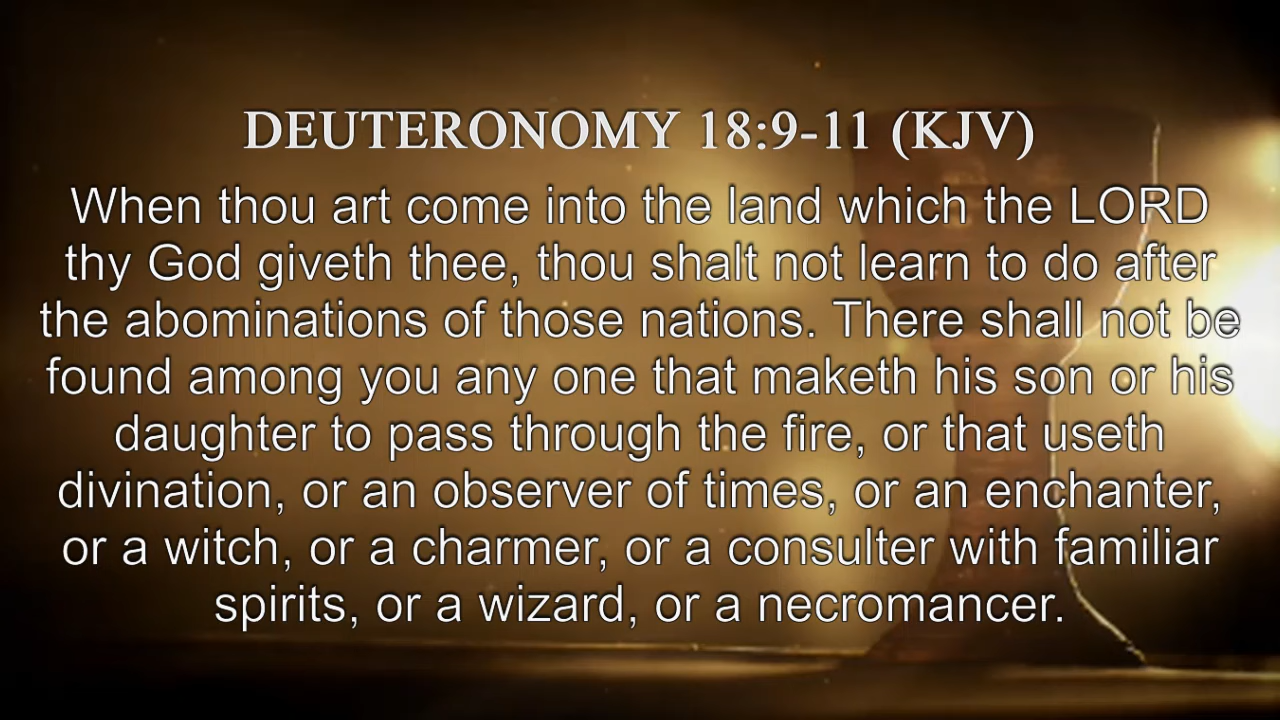 DEUTERONOMY 18:9-11 (KJV)
When thou art come into the land which the LORD
thy God giveth thee, thou shalt not learn to do after
the abominations of those nations. There shall not be
found among you any one that maketh his son or his
daughter to pass through the fire, or that useth
divination, or an observer of times, or an enchanter,
or a witch, or a charmer, or a consulter with familiar
spirits, or a wizard, or a necromancer.